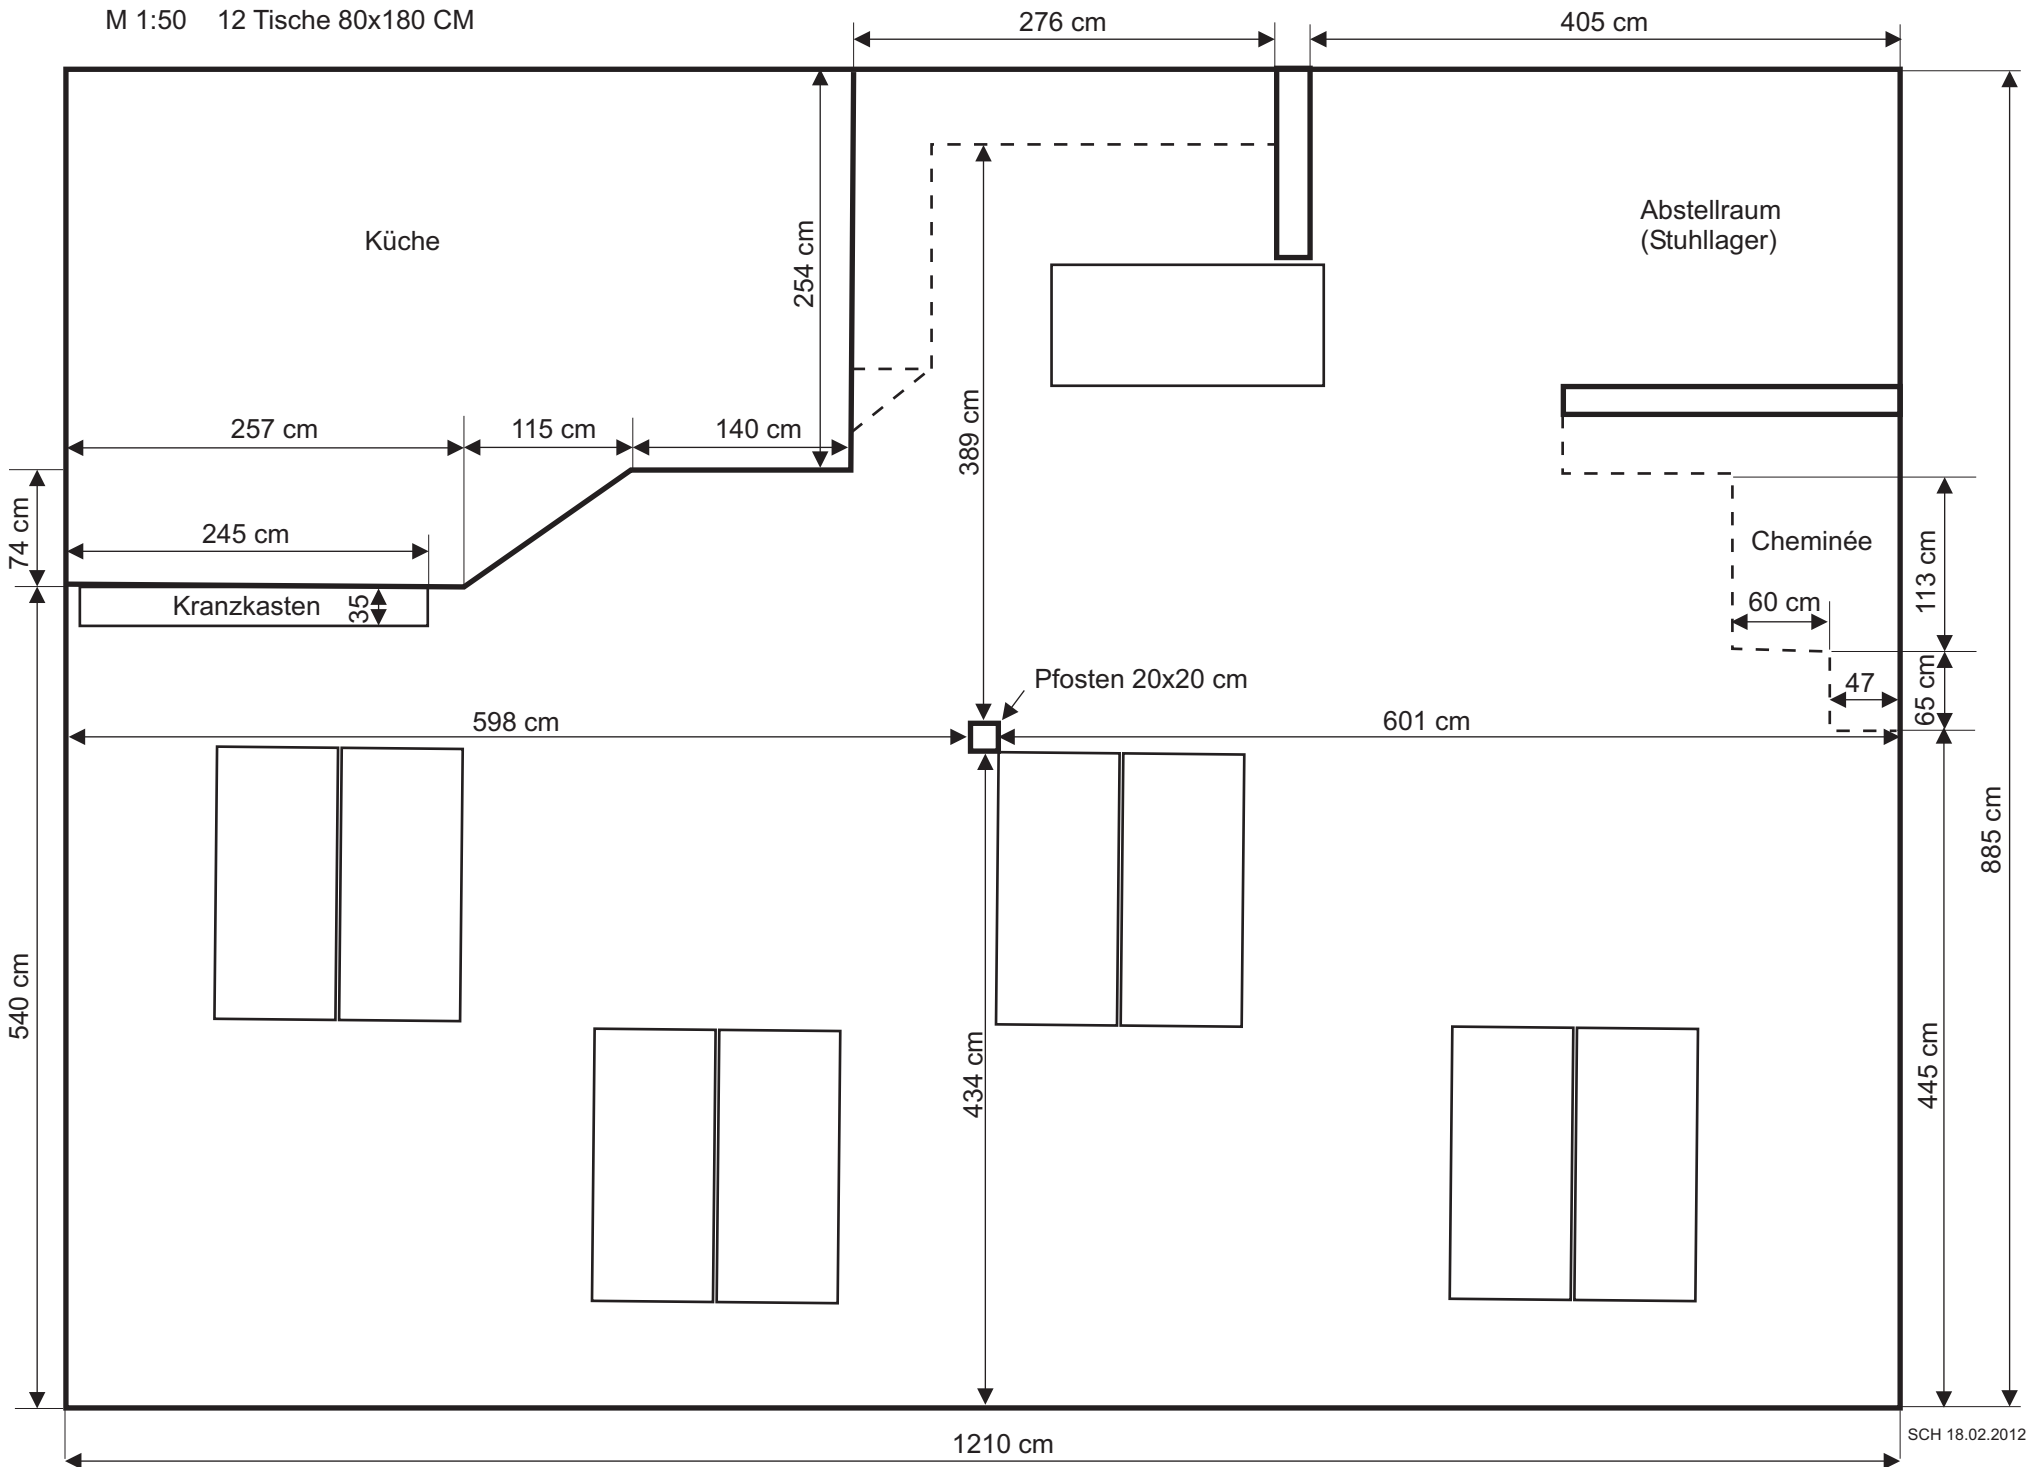 M 1:50 12 Tische 80x180 CM
276 cm
405 cm
Küche
254 cm
Abstellraum
(Stuhllager)
257 cm
115 cm
140 cm
389 cm
74 cm
245 cm
Cheminée
113 cm
Kranzkasten
35
60 cm
Pfosten 20x20 cm
47
65 cm
598 cm
601 cm
885 cm
540 cm
434 cm
445 cm
1210 cm
SCH 18.02.2012